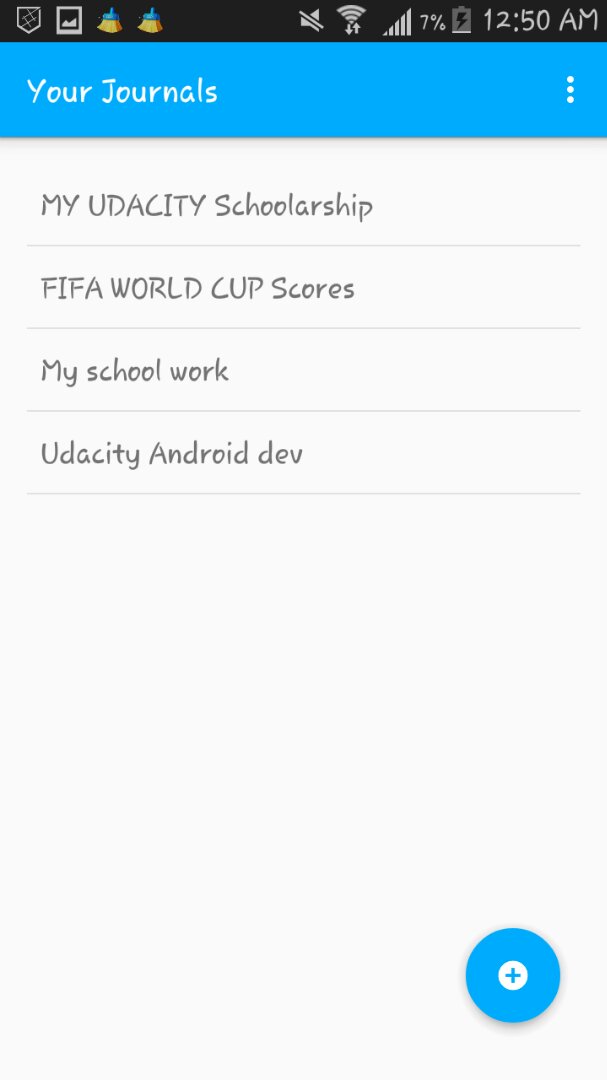 7% 12:50 AM
Your Journals
MY UDACITY Schoolarship
FIFA WORLD CUP Scores
My school work
Udacity Android dev